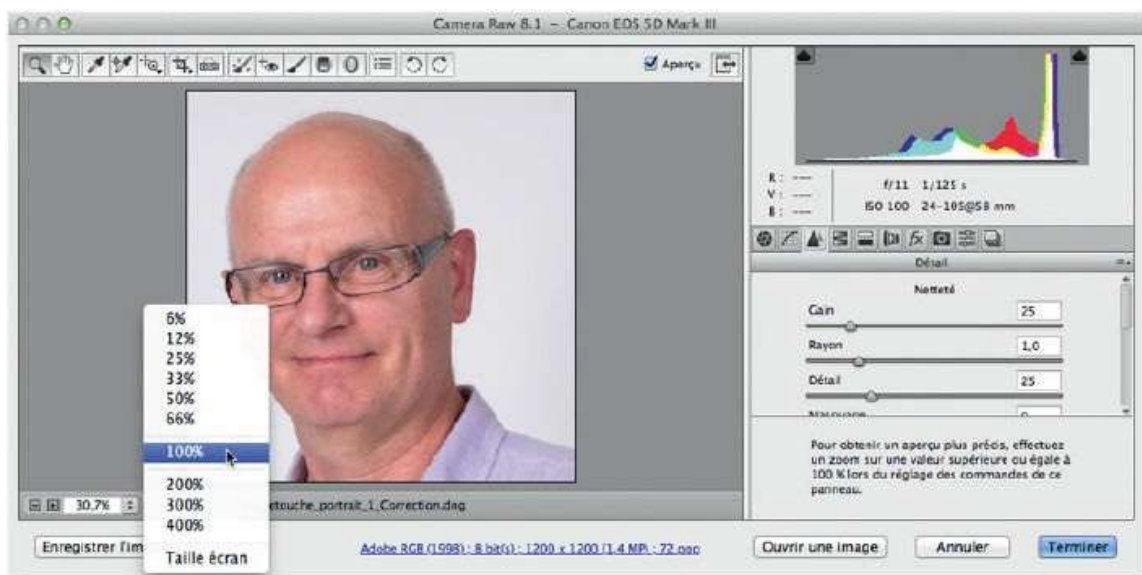 Camera Raw 8.1 – Canon EOS 5D Mark III
Aperçu
R : ---
V : ---
B : ---
f/11 1/125 s
ISO 100 24-105@58 mm
Détail
Netteté
Gain 25
Rayon 1,0
Détail 25
Pour obtenir un aperçu plus précis, effectuez
un zoom sur une valeur supérieure ou égale à
100 % lors du réglage des commandes de ce
panneau.
6%
12%
25%
33%
50%
66%
100%
200%
300%
400%
Taille écran
30,7%
etouche_portrait_1_Correction.dng
Enregistrer l'im
Adobe RGB (1998) ; 8 bit(s) ; 1200 x 1200 (1,4 MP) ; 72 ppp
Ouvrir une image
Annuler
Terminer